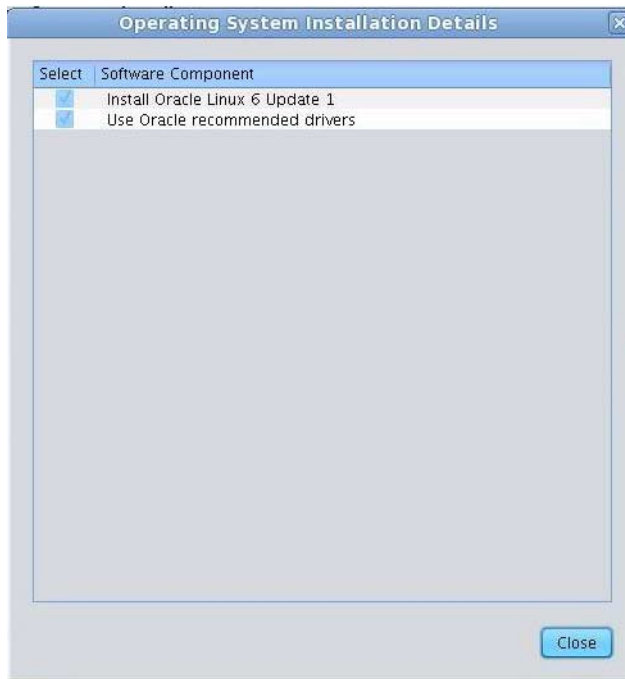 Operating System Installation Details
Select Software Component
Install Oracle Linux 6 Update 1
Use Oracle recommended drivers
Close